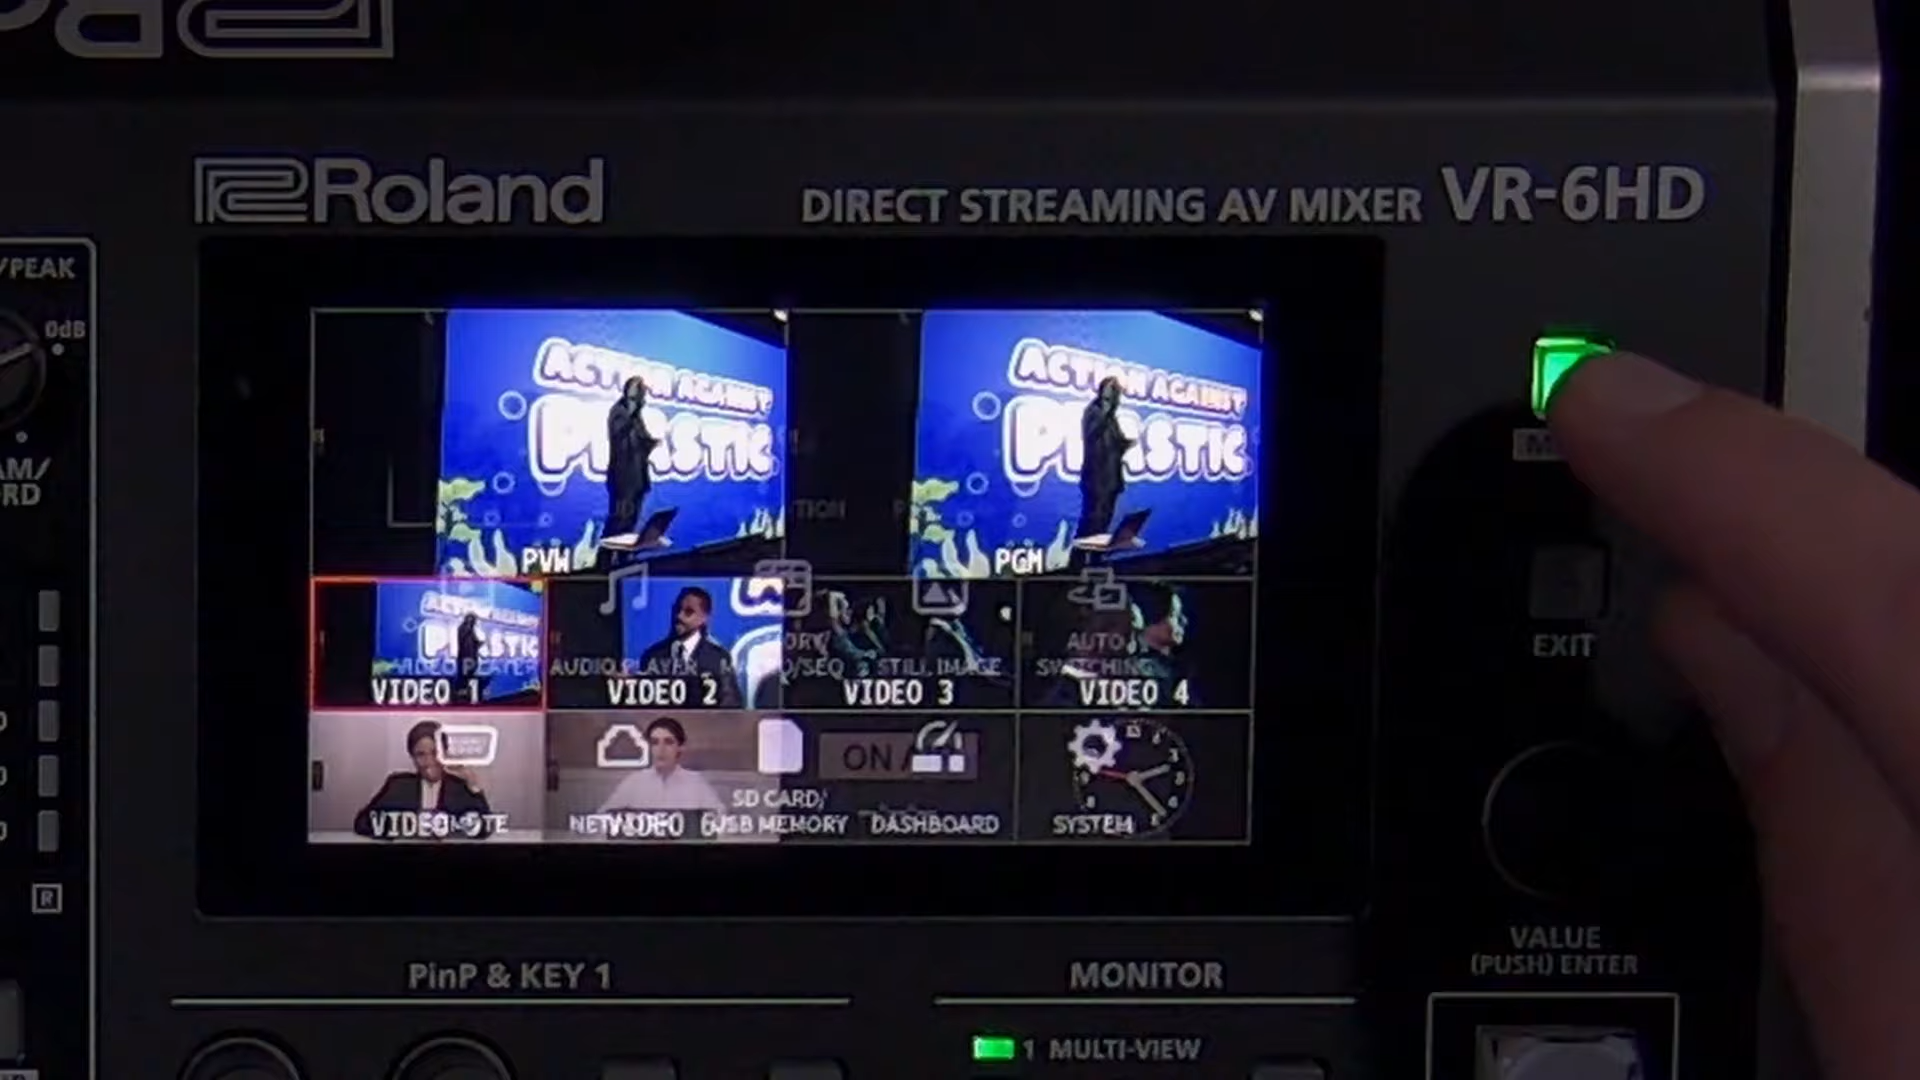 Roland
DIRECT STREAMING AV MIXER VR-6HD
/PEAK
0dB
ACTION AGAINST
PLASTIC
ACTION AGAINST
PLASTIC
PVW
PGM
AUTO
VIDEO PLAYER
AUDIO PLAYER
STILL IMAGE
SWITCHING
VIDEO 1
VIDEO 2
VIDEO 3
VIDEO 4
EXIT
SD CARD/
VIDEO
USB MEMORY
DASHBOARD
SYSTEM
R
VALUE
(PUSH) ENTER
PinP & KEY 1
MONITOR
1 MULTI-VIEW